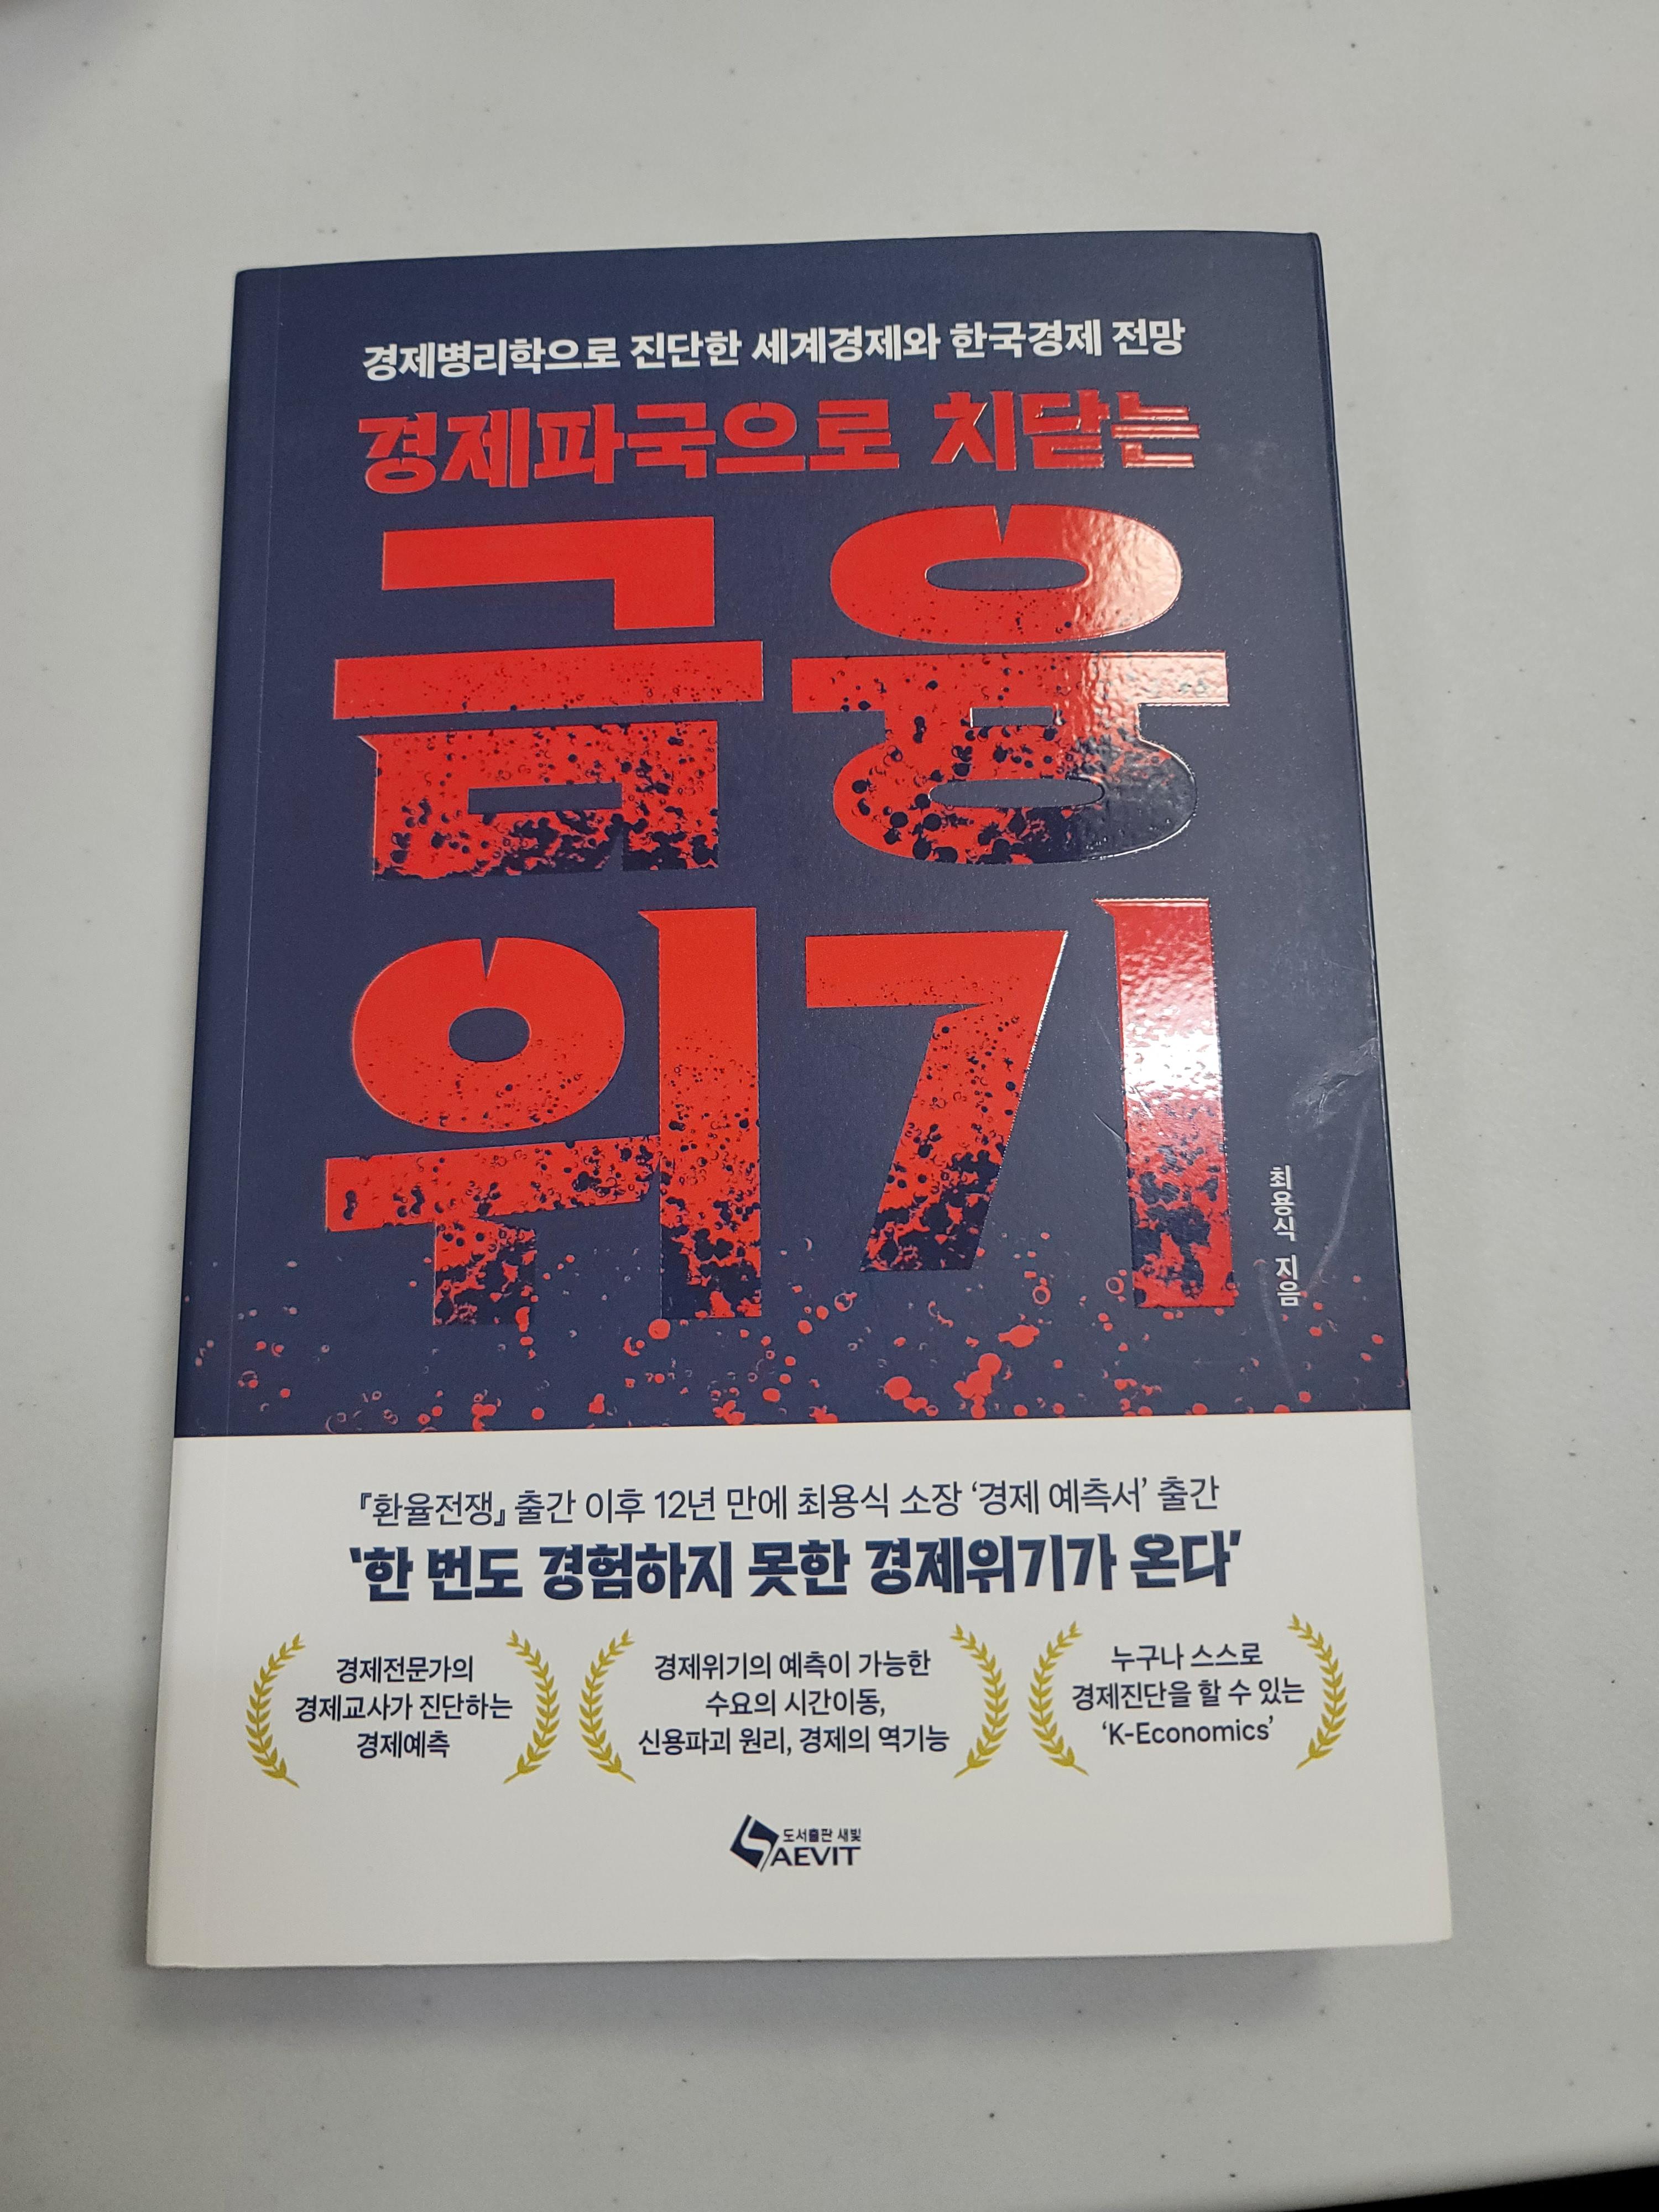 경제병리학으로 진단한 세계경제와 한국경제 전망
경제파국으로 치닫는
금융
위기
최용식 지음
『환율전쟁』 출간 이후 12년 만에 최용식 소장 ‘경제 예측서’ 출간
‘한 번도 경험하지 못한 경제위기가 온다’
경제전문가의
경제교사가 진단하는
경제예측
경제위기의 예측이 가능한
수요의 시간이동,
신용파괴 원리, 경제의 역기능
누구나 스스로
경제진단을 할 수 있는
‘K-Economics’
도서출판 새빛
SAEVIT